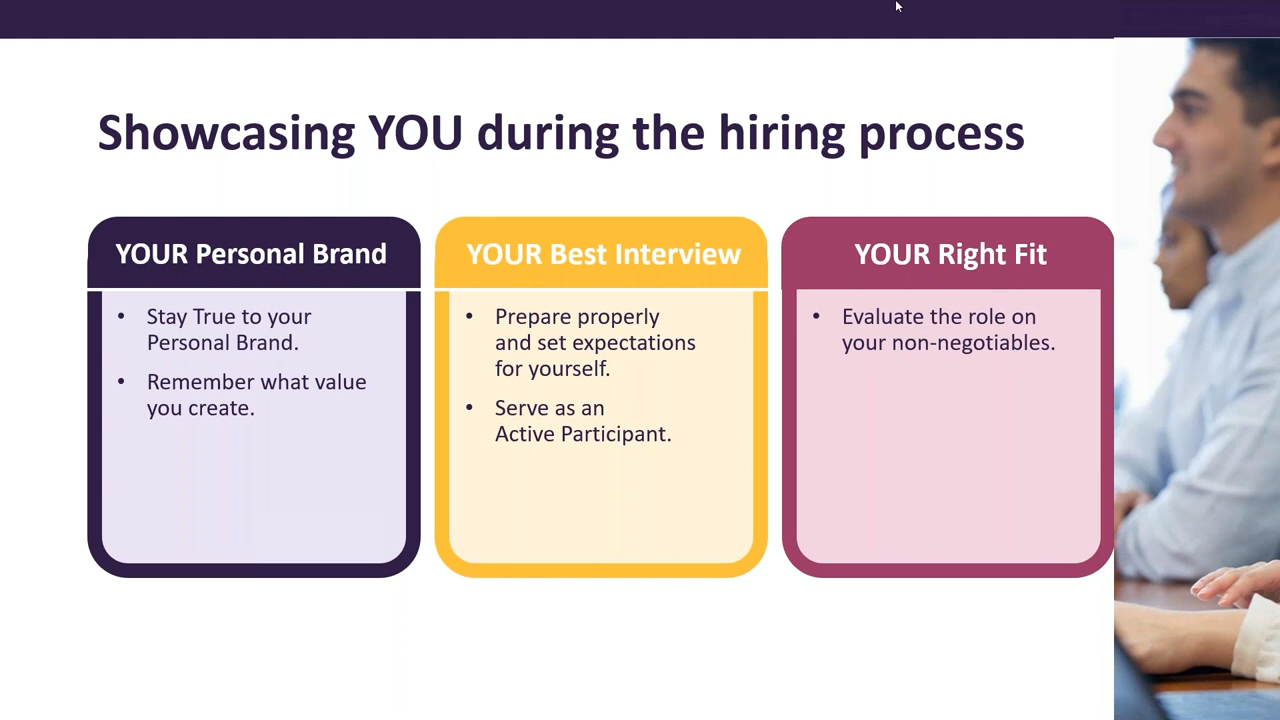 Showcasing YOU during the hiring process
YOUR Personal Brand
• Stay True to your
Personal Brand.
• Remember what value
you create.
YOUR Best Interview
• Prepare properly
and set expectations
for yourself.
• Serve as an
Active Participant.
YOUR Right Fit
• Evaluate the role on
your non-negotiables.